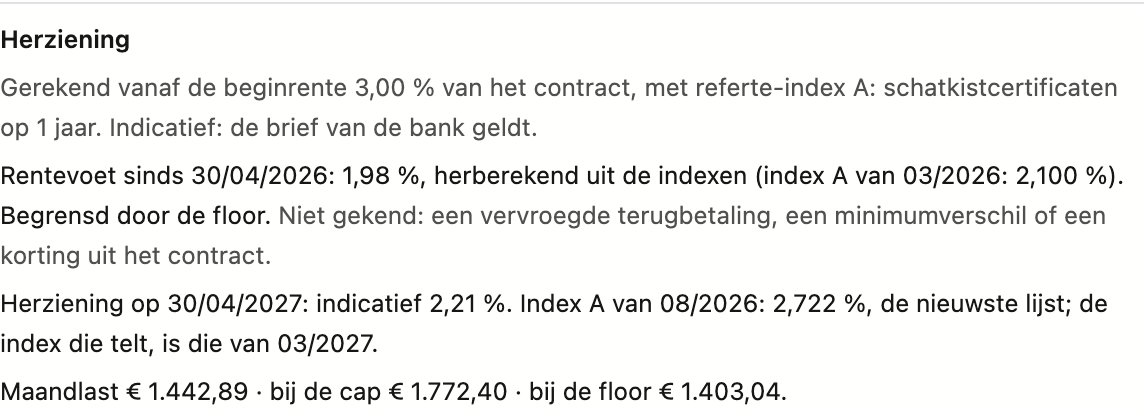 Herziening
Gerekend vanaf de beginrente 3,00 % van het contract, met referte-index A: schatkistcertificaten
op 1 jaar. Indicatief: de brief van de bank geldt.
Rentevoet sinds 30/04/2026: 1,98 %, herberekend uit de indexen (index A van 03/2026: 2,100 %).
Begrensd door de floor. Niet gekend: een vervroegde terugbetaling, een minimumverschil of een
korting uit het contract.
Herziening op 30/04/2027: indicatief 2,21 %. Index A van 08/2026: 2,722 %, de nieuwste lijst; de
index die telt, is die van 03/2027.
Maandlast € 1.442,89 · bij de cap € 1.772,40 · bij de floor € 1.403,04.